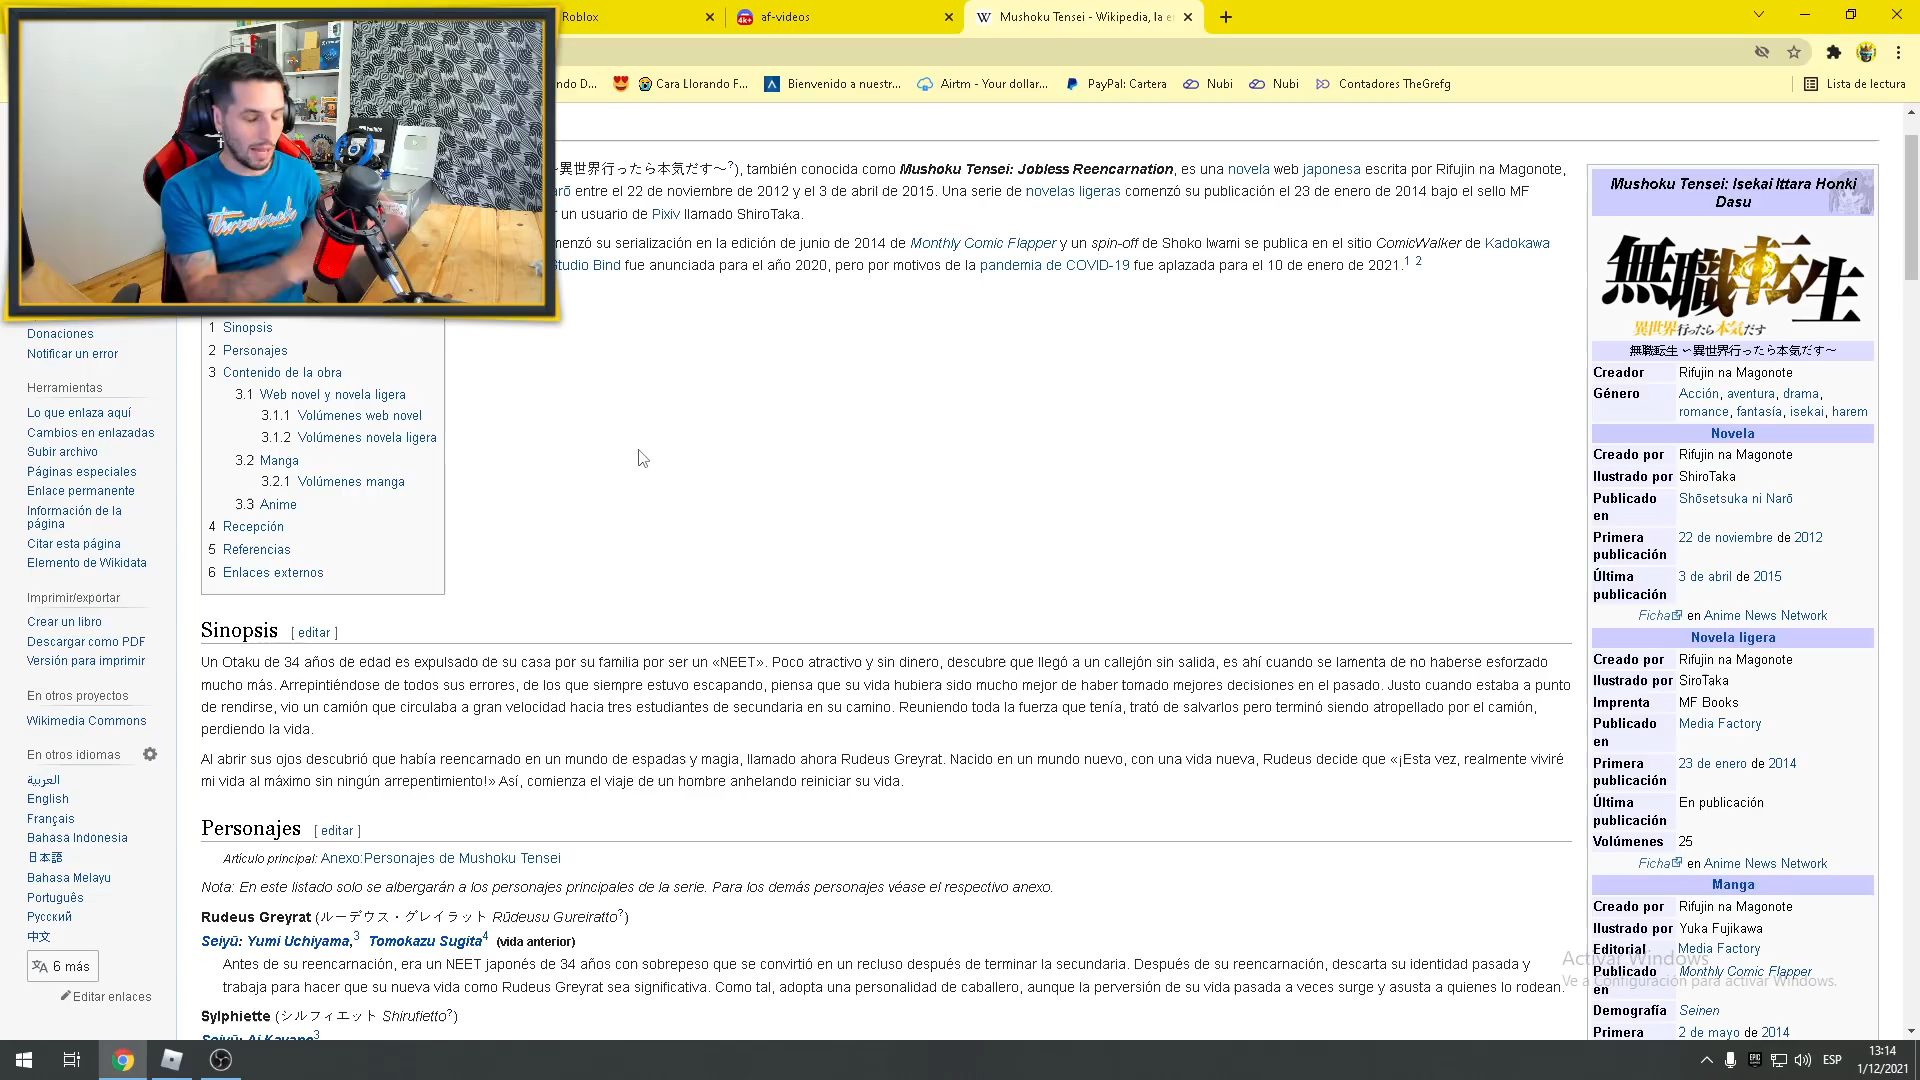 Roblox
af-videos
Mushoku Tensei - Wikipedia, la e
ndo D...
Cara Llorando F...
Bienvenido a nuestr...
Airtm - Your dollar...
PayPal: Cartera
Nubi
Nubi
Contadores TheGrefg
Lista de lectura
~異世界行ったら本気だす~?), también conocida como Mushoku Tensei: Jobless Reencarnation, es una novela web japonesa escrita por Rifujin na Magonote,
arō entre el 22 de noviembre de 2012 y el 3 de abril de 2015. Una serie de novelas ligeras comenzó su publicación el 23 de enero de 2014 bajo el sello MF
r un usuario de Pixiv llamado ShiroTaka.
menzó su serialización en la edición de junio de 2014 de Monthly Comic Flapper y un spin-off de Shoko Iwami se publica en el sitio ComicWalker de Kadokawa
Studio Bind fue anunciada para el año 2020, pero por motivos de la pandemia de COVID-19 fue aplazada para el 10 de enero de 2021.1 2
Donaciones
Notificar un error
Herramientas
Lo que enlaza aquí
Cambios en enlazadas
Subir archivo
Páginas especiales
Enlace permanente
Información de la
página
Citar esta página
Elemento de Wikidata
Imprimir/exportar
Crear un libro
Descargar como PDF
Versión para imprimir
En otros proyectos
Wikimedia Commons
En otros idiomas
العربية
English
Français
Bahasa Indonesia
日本語
Bahasa Melayu
Português
Русский
中文
6 más
Editar enlaces
1 Sinopsis
2 Personajes
3 Contenido de la obra
3.1 Web novel y novela ligera
3.1.1 Volúmenes web novel
3.1.2 Volúmenes novela ligera
3.2 Manga
3.2.1 Volúmenes manga
3.3 Anime
4 Recepción
5 Referencias
6 Enlaces externos
Sinopsis [ editar ]
Un Otaku de 34 años de edad es expulsado de su casa por su familia por ser un «NEET». Poco atractivo y sin dinero, descubre que llegó a un callejón sin salida, es ahí cuando se lamenta de no haberse esforzado
mucho más. Arrepintiéndose de todos sus errores, de los que siempre estuvo escapando, piensa que su vida hubiera sido mucho mejor de haber tomado mejores decisiones en el pasado. Justo cuando estaba a punto
de rendirse, vio un camión que circulaba a gran velocidad hacia tres estudiantes de secundaria en su camino. Reuniendo toda la fuerza que tenía, trató de salvarlos pero terminó siendo atropellado por el camión,
perdiendo la vida.
Al abrir sus ojos descubrió que había reencarnado en un mundo de espadas y magia, llamado ahora Rudeus Greyrat. Nacido en un mundo nuevo, con una vida nueva, Rudeus decide que «¡Esta vez, realmente viviré
mi vida al máximo sin ningún arrepentimiento!» Así, comienza el viaje de un hombre anhelando reiniciar su vida.
Personajes [ editar ]
Artículo principal: Anexo:Personajes de Mushoku Tensei
Nota: En este listado solo se albergarán a los personajes principales de la serie. Para los demás personajes véase el respectivo anexo.
Rudeus Greyrat (ルーデウス・グレイラット Rūdeusu Gureiratto?)
Seiyū: Yumi Uchiyama,3 Tomokazu Sugita4 (vida anterior)
Antes de su reencarnación, era un NEET japonés de 34 años con sobrepeso que se convirtió en un recluso después de terminar la secundaria. Después de su reencarnación, descarta su identidad pasada y
trabaja para hacer que su nueva vida como Rudeus Greyrat sea significativa. Como tal, adopta una personalidad de caballero, aunque la perversión de su vida pasada a veces surge y asusta a quienes lo rodean.
Sylphiette (シルフィエット Shirufietto?)
Seiyū: Ai Kayano3
Mushoku Tensei: Isekai Ittara Honki
Dasu
無職転生
異世界行ったら本気だす
無職転生 ~異世界行ったら本気だす~
Creador Rifujin na Magonote
Género Acción, aventura, drama,
romance, fantasía, isekai, harem
Novela
Creado por Rifujin na Magonote
Ilustrado por ShiroTaka
Publicado Shōsetsuka ni Narō
en
Primera 22 de noviembre de 2012
publicación
Última 3 de abril de 2015
publicación
Ficha en Anime News Network
Novela ligera
Creado por Rifujin na Magonote
Ilustrado por SiroTaka
Imprenta MF Books
Publicado Media Factory
en
Primera 23 de enero de 2014
publicación
Última En publicación
publicación
Volúmenes 25
Ficha en Anime News Network
Manga
Creado por Rifujin na Magonote
Ilustrado por Yuka Fujikawa
Editorial Media Factory
Publicado Monthly Comic Flapper
en
Demografía Seinen
Primera 2 de mayo de 2014
Activar Windows
Ve a Configuración para activar Windows.
Throwback
ESP
13:14
1/12/2021